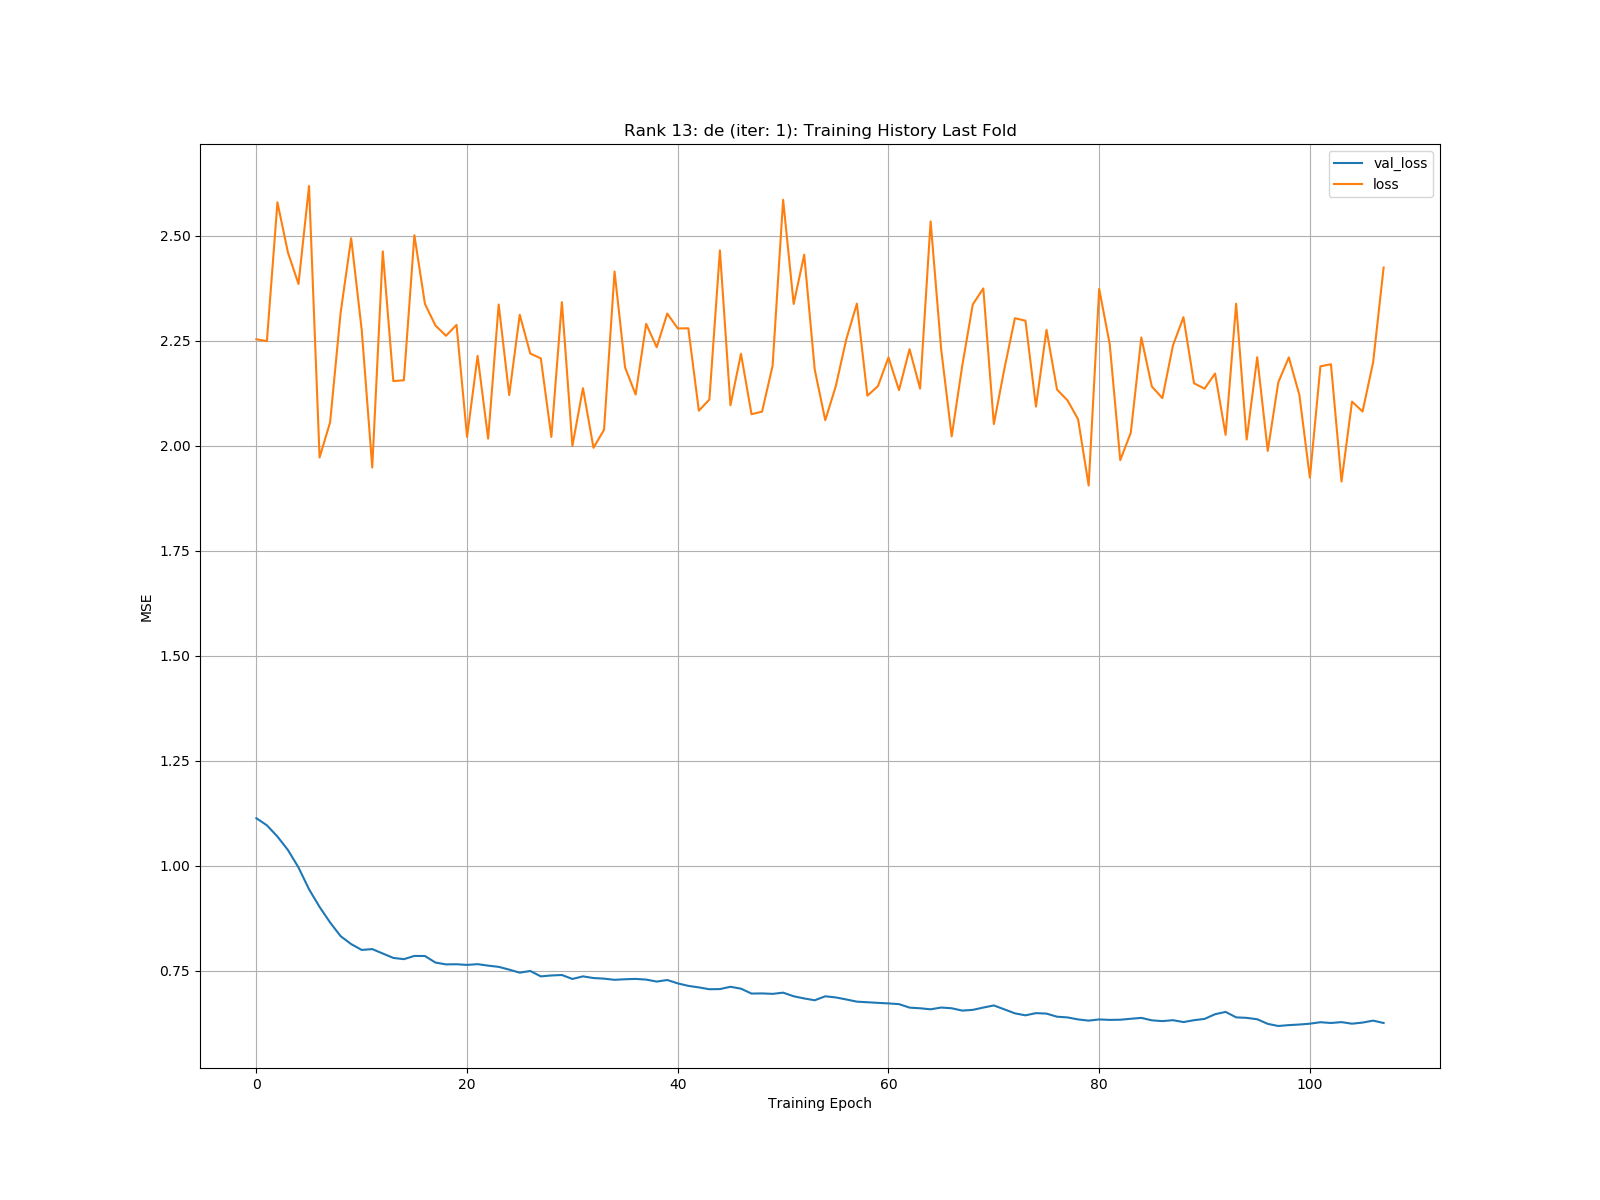 Rank 13: de (iter: 1): Training History Last Fold
val_loss
loss
2.50
2.25
2.00
1.75
1.50
1.25
1.00
0.75
MSE
0 20 40 60 80 100
Training Epoch